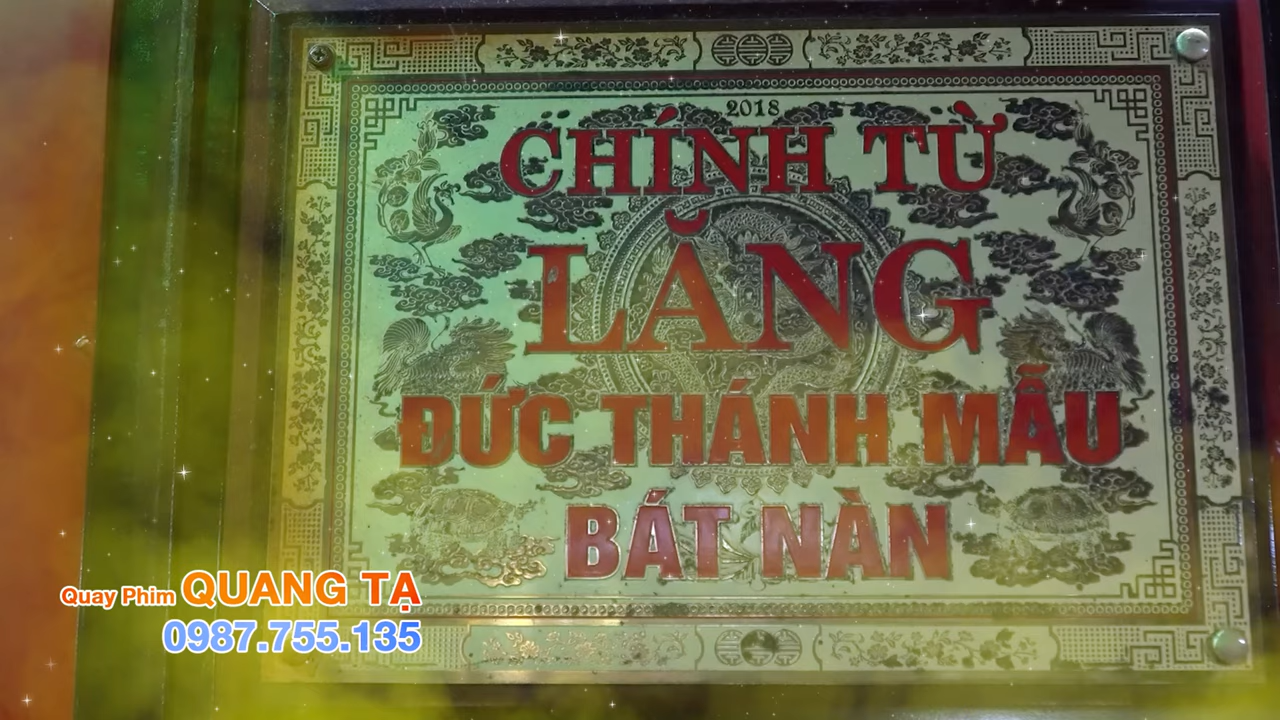 2018
CHÍNH TỪ
LĂNG
ĐỨC THÁNH MẪU
BÁT NÀN
Quay Phim QUANG TẠ
0987.755.135